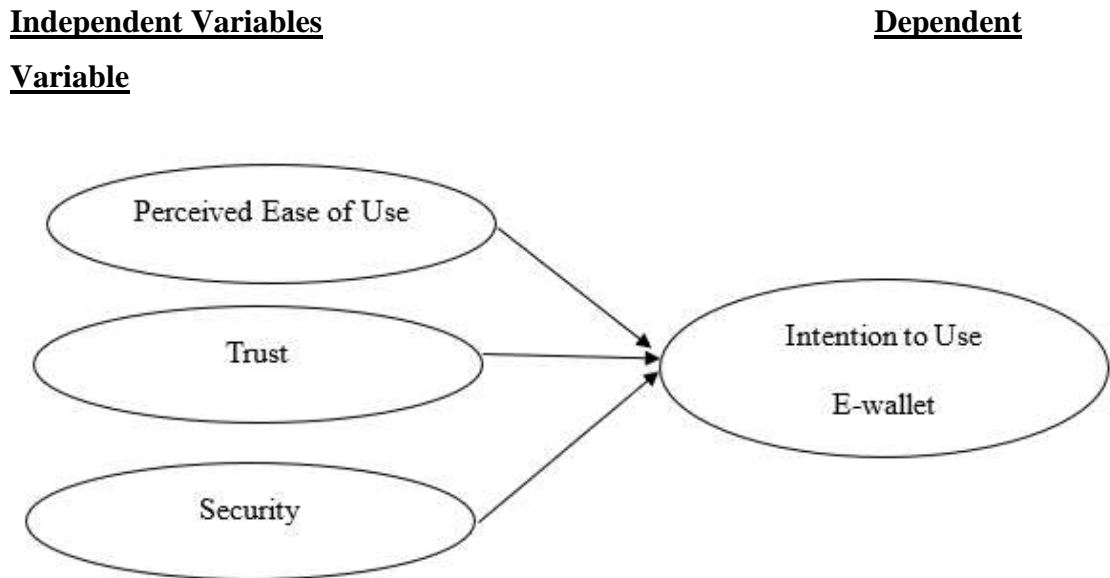 Independent Variables Dependent
Variable
Perceived Ease of Use
Trust
Security
Intention to Use
E-wallet